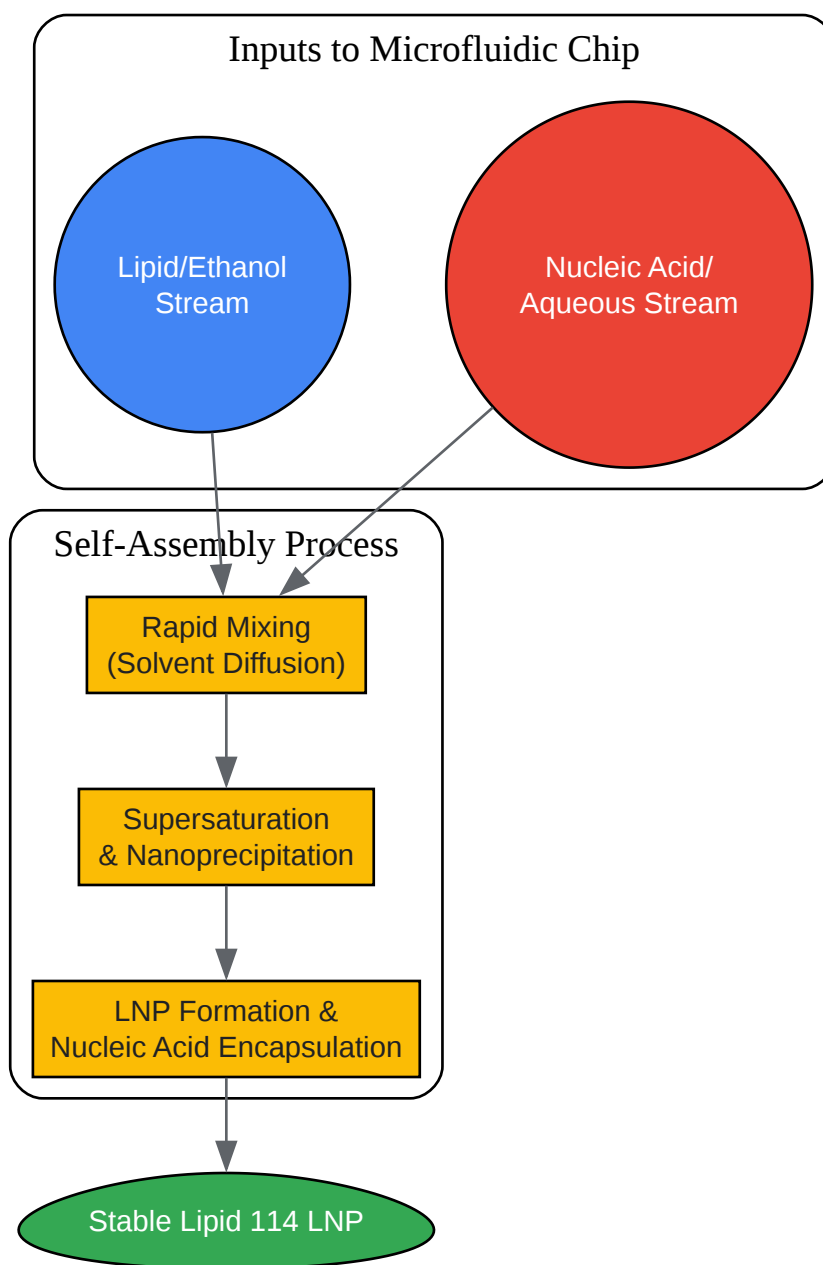 Inputs to Microfluidic Chip
Lipid/Ethanol
Stream
Nucleic Acid/
Aqueous Stream
Self-Assembly Process
Rapid Mixing
(Solvent Diffusion)
Supersaturation
& Nanoprecipitation
LNP Formation &
Nucleic Acid Encapsulation
Stable Lipid 114 LNP